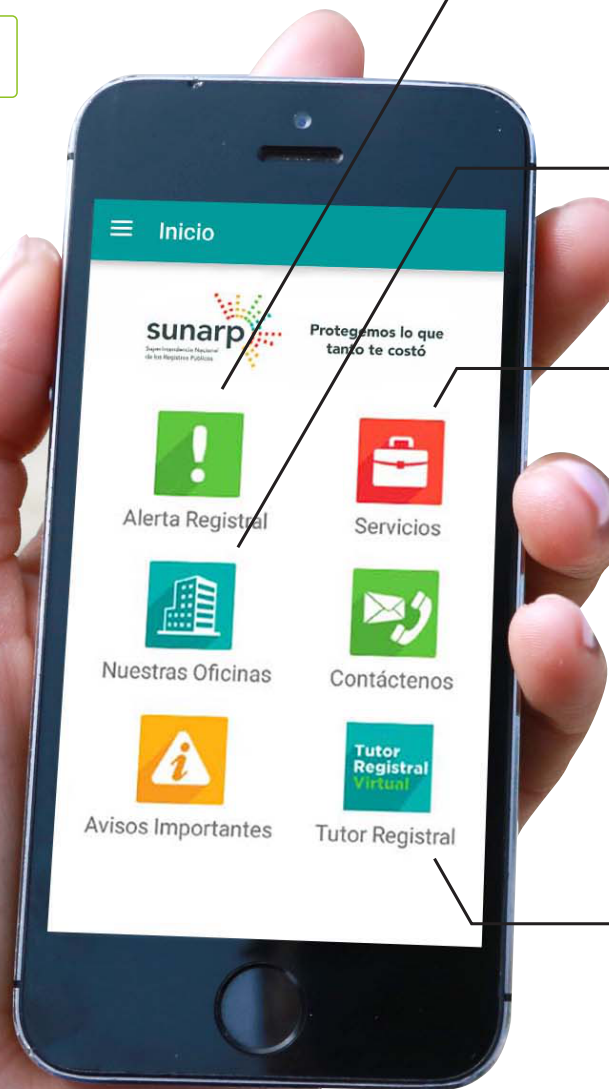 Inicio
sunarp
Superintendencia Nacional
de los Registros Públicos
Protegemos lo que
tanto te costó
Alerta Registral
Servicios
Nuestras Oficinas
Contáctenos
Avisos Importantes
Tutor
Registral
Virtual
Tutor Registral